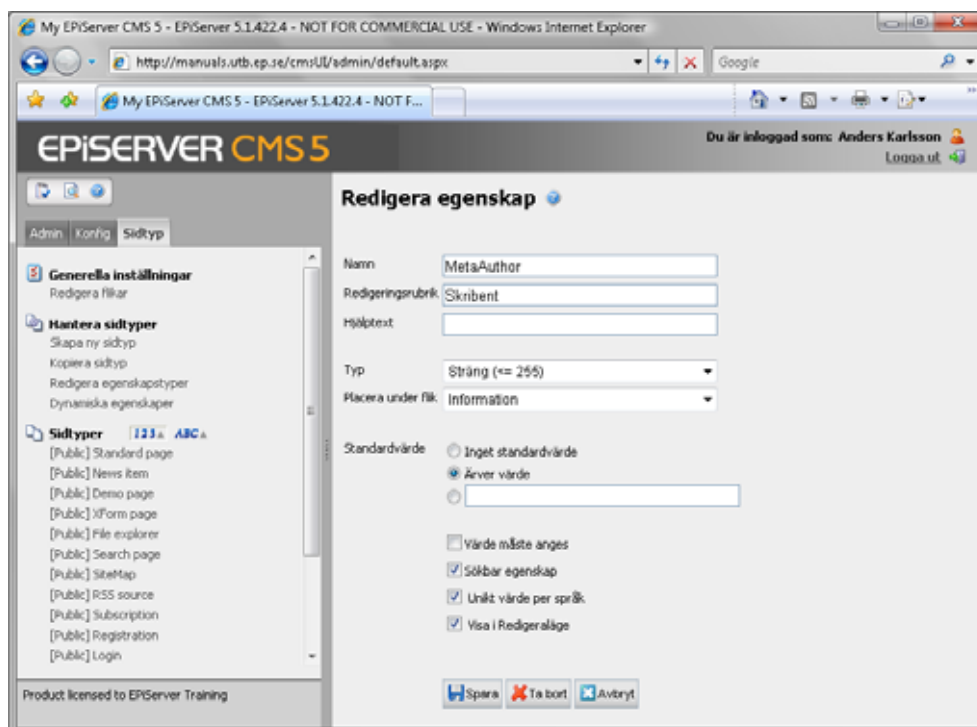 My EPiServer CMS 5 - EPiServer 5.1.422.4 - NOT FOR COMMERCIAL USE - Windows Internet Explorer
http://manuals.utb.ep.se/cmsUI/admin/default.aspx
Google
My EPiServer CMS 5 - EPiServer 5.1.422.4 - NOT F...
EPiSERVER CMS 5
Du är inloggad som: Anders Karlsson
Logga ut
Admin Konfig Sidtyp
Generella inställningar
Redigera flikar
Hantera sidtyper
Skapa ny sidtyp
Kopiera sidtyp
Redigera egenskapstyper
Dynamiska egenskaper
Sidtyper 123 ABC
[Public] Standard page
[Public] News item
[Public] Demo page
[Public] XForm page
[Public] File explorer
[Public] Search page
[Public] SiteMap
[Public] RSS source
[Public] Subscription
[Public] Registration
[Public] Login
Product licensed to EPiServer Training
Redigera egenskap
Namn MetaAuthor
Redigeringsrubrik Skribent
Hjälptext
Typ Sträng (<= 255)
Placera under flik Information
Standardvärde Inget standardvärde
Ärver värde
Värde måste anges
Sökbar egenskap
Unikt värde per språk
Visa i Redigeraläge
Spara Ta bort Avbryt